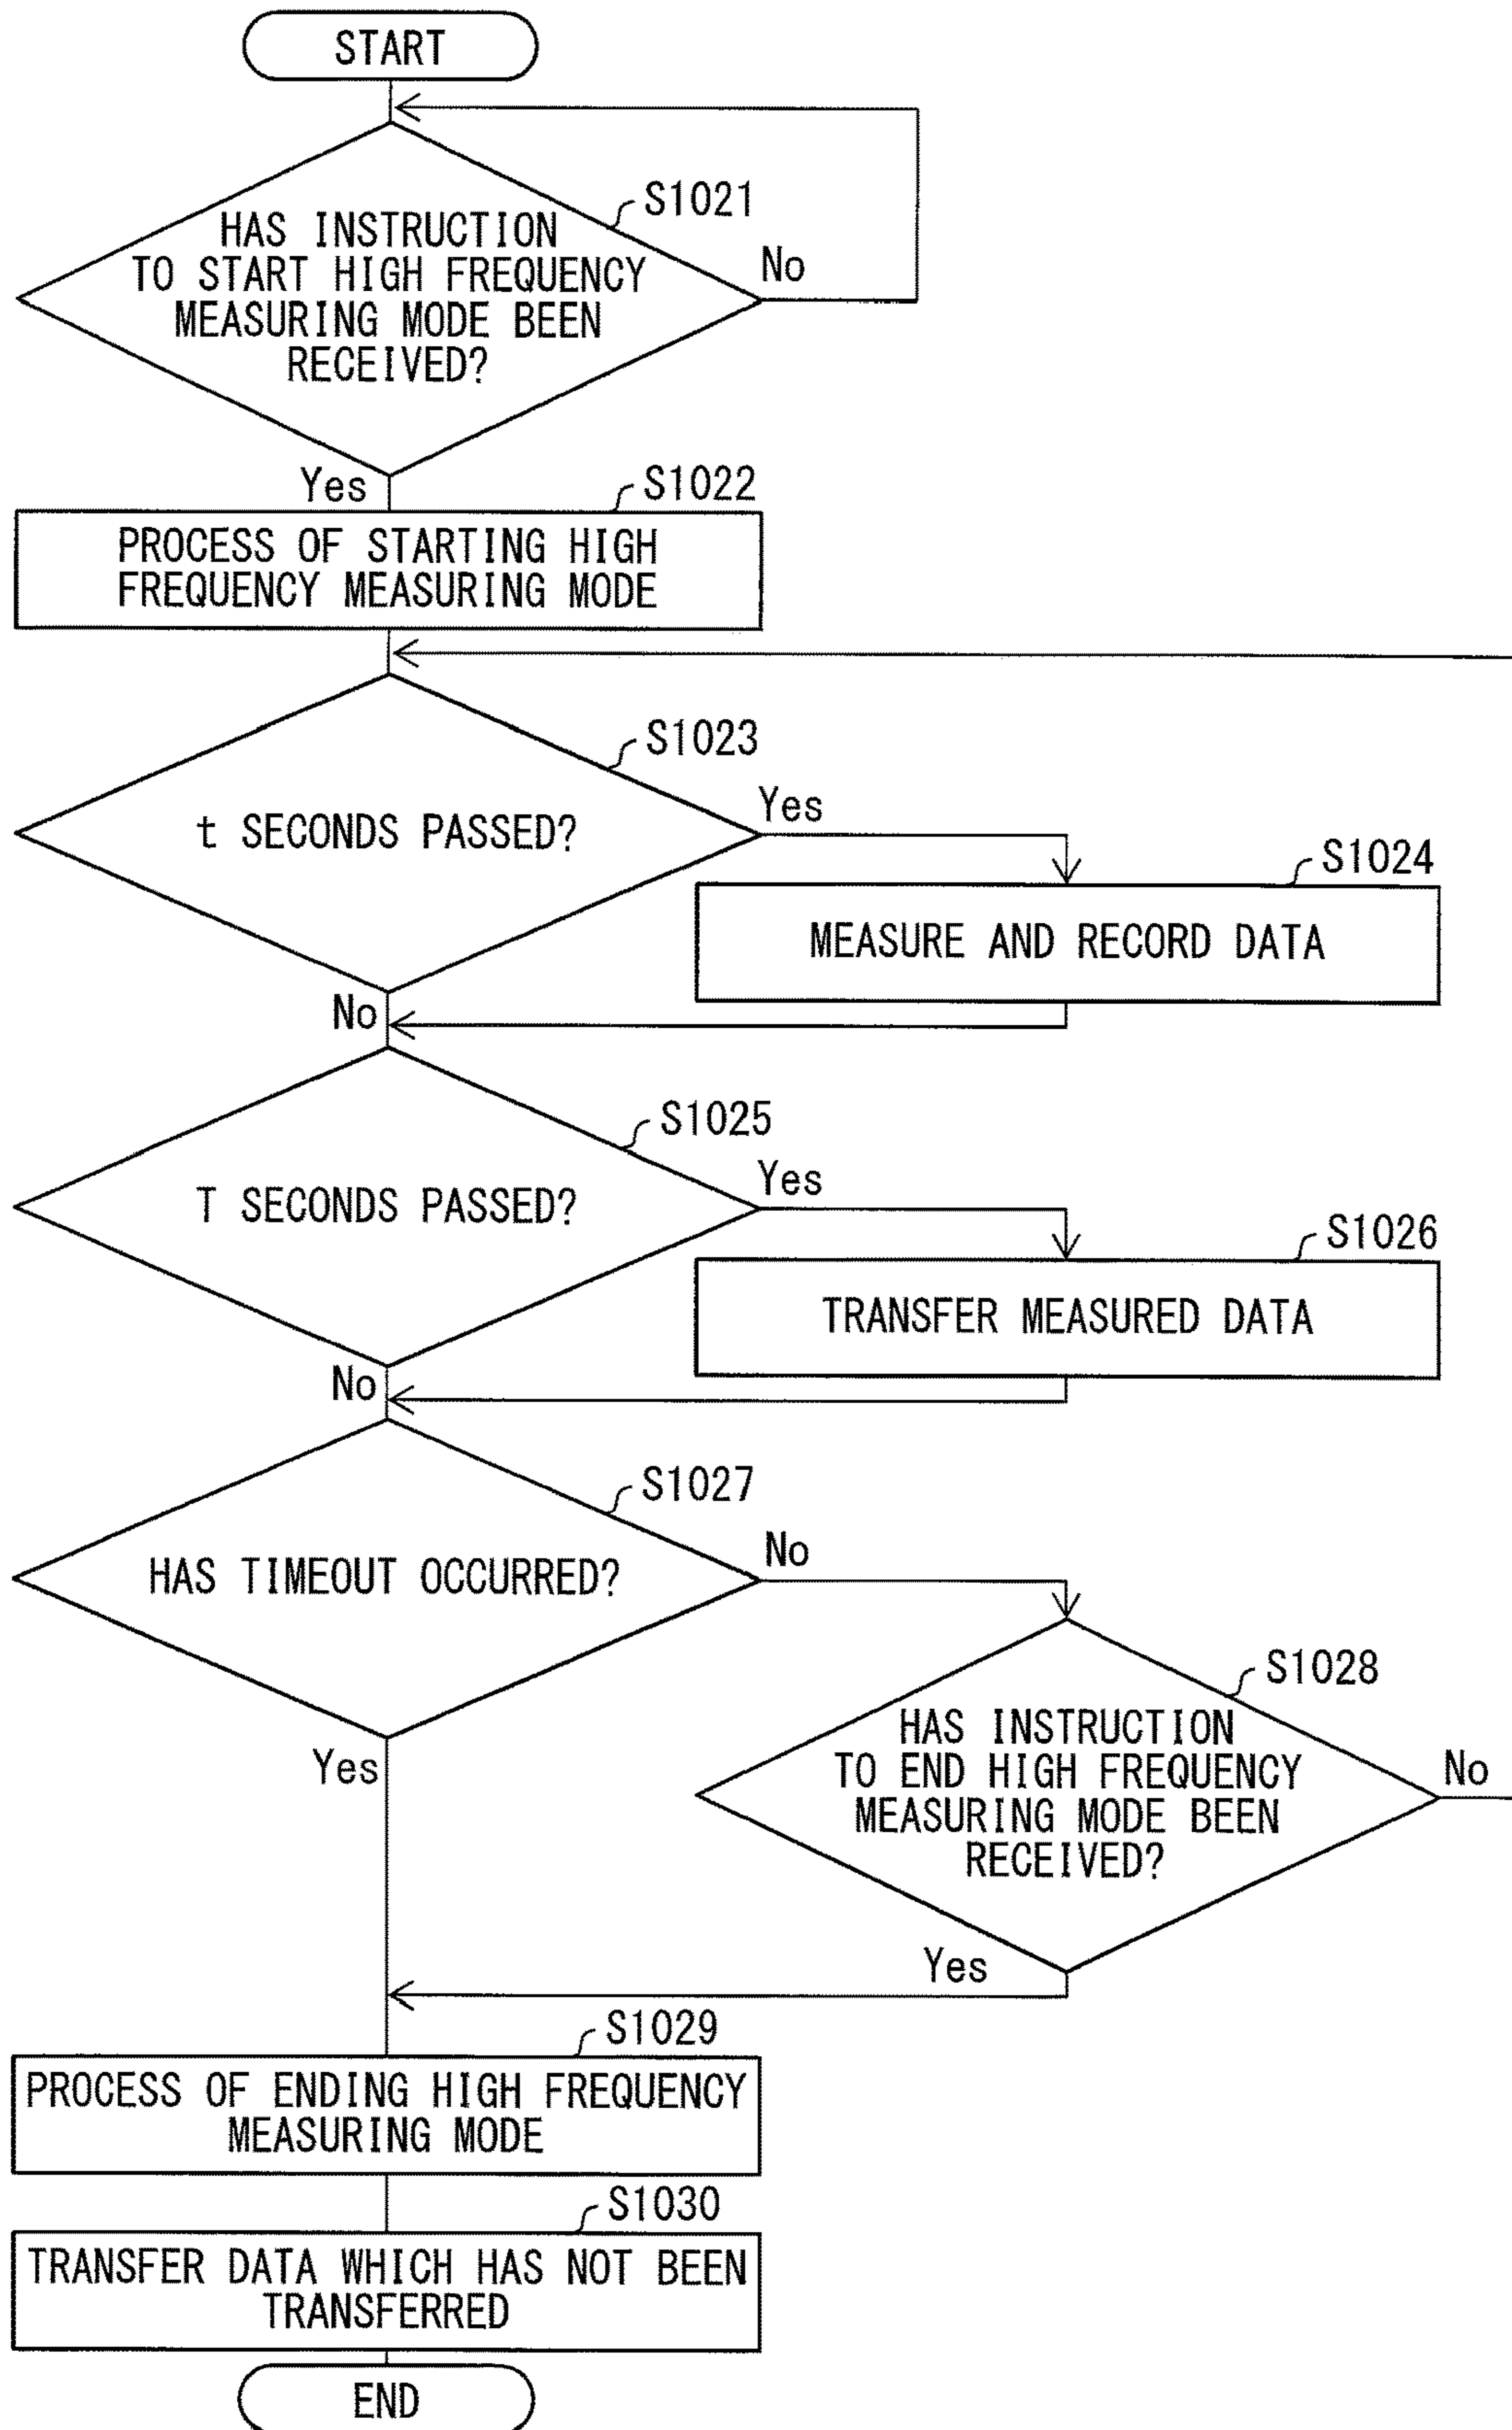 START
S1021
HAS INSTRUCTION
TO START HIGH FREQUENCY
MEASURING MODE BEEN
RECEIVED?
No
Yes
S1022
PROCESS OF STARTING HIGH
FREQUENCY MEASURING MODE
S1023
t SECONDS PASSED?
Yes
S1024
MEASURE AND RECORD DATA
No
S1025
T SECONDS PASSED?
Yes
S1026
TRANSFER MEASURED DATA
No
S1027
HAS TIMEOUT OCCURRED?
No
S1028
HAS INSTRUCTION
TO END HIGH FREQUENCY
MEASURING MODE BEEN
RECEIVED?
No
Yes
Yes
S1029
PROCESS OF ENDING HIGH FREQUENCY
MEASURING MODE
S1030
TRANSFER DATA WHICH HAS NOT BEEN
TRANSFERRED
END